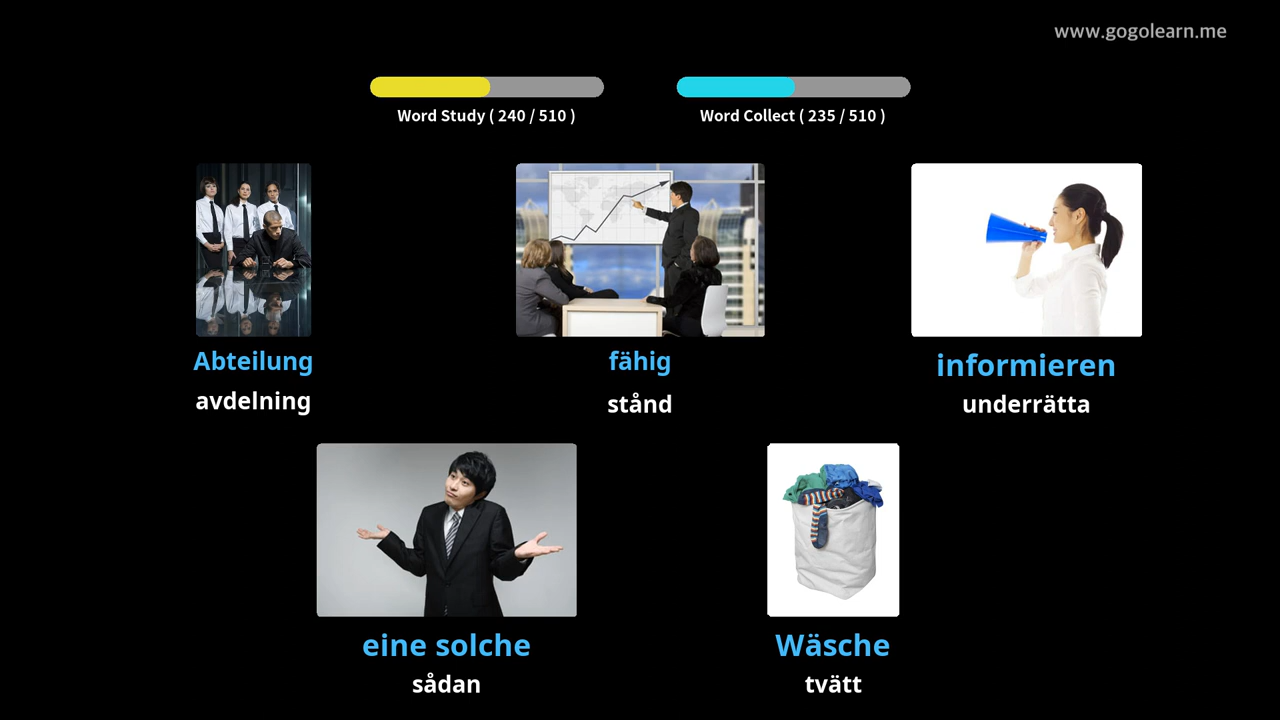 www.gogolearn.me
Word Study ( 240 / 510 )
Word Collect ( 235 / 510 )
Abteilung
avdelning
fähig
stånd
informieren
underrätta
eine solche
sådan
Wäsche
tvätt